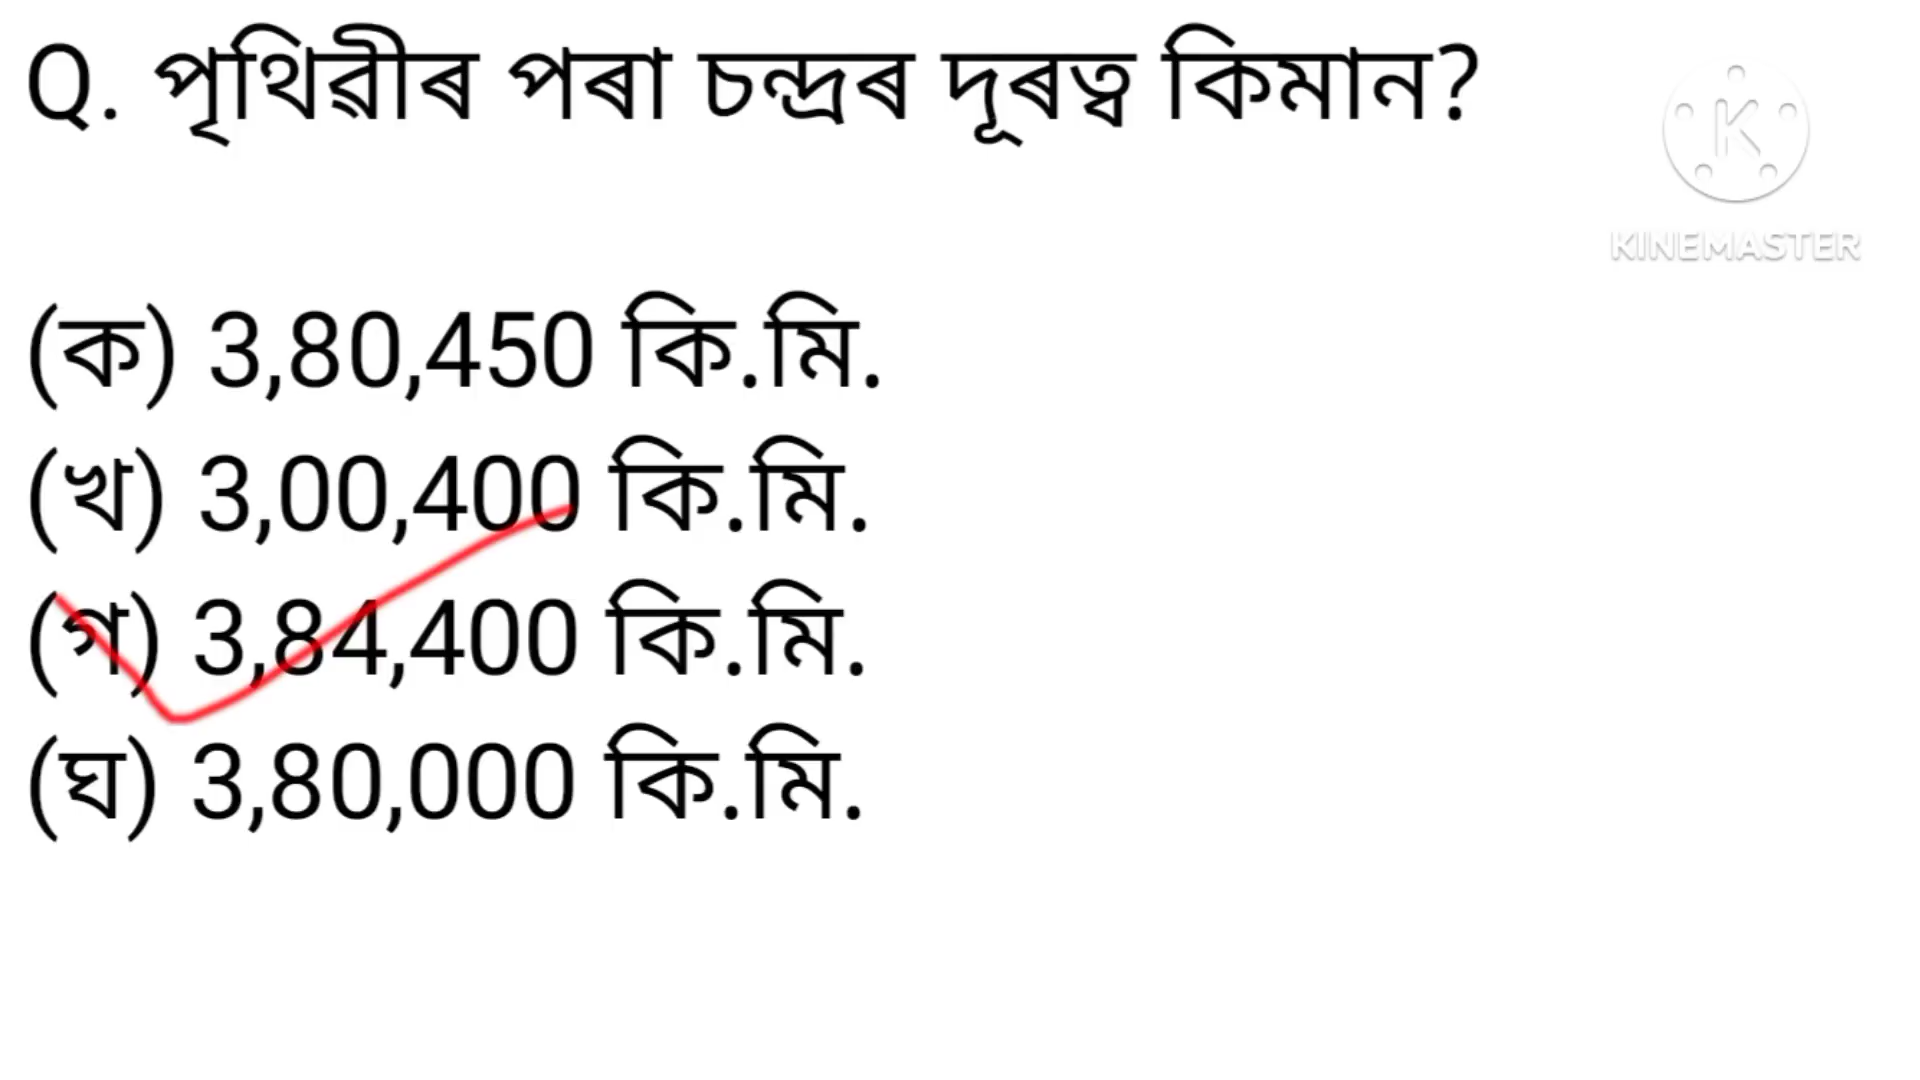 Q. পৃথিৱীৰ পৰা চন্দ্ৰৰ দূৰত্ব কিমান?
K
KINEMASTER
(ক) 3,80,450 কি.মি.
(খ) 3,00,400 কি.মি.
(গ) 3,84,400 কি.মি.
(ঘ) 3,80,000 কি.মি.